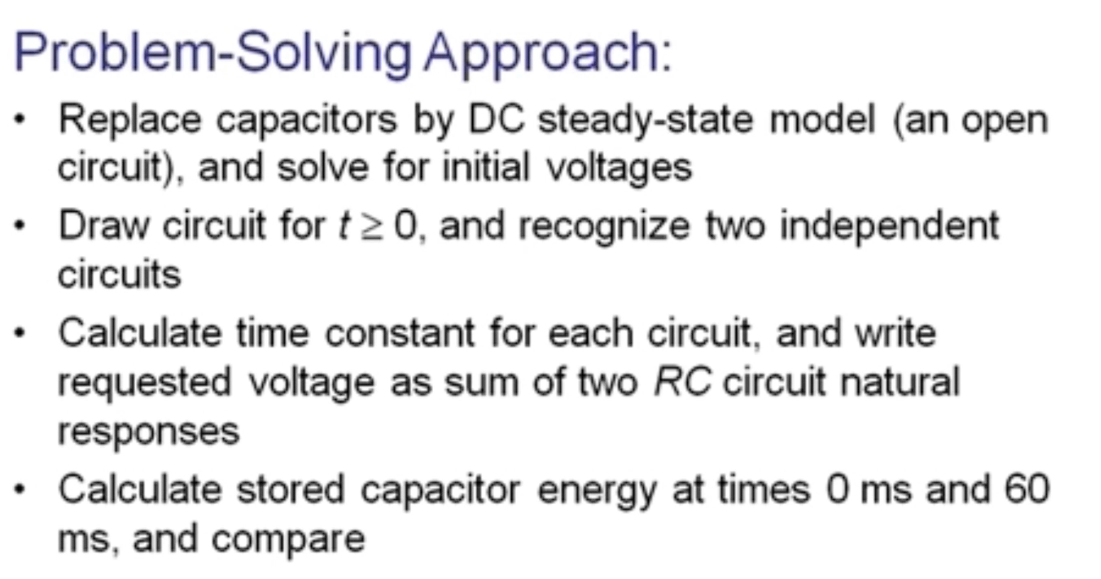 Problem-Solving Approach:
• Replace capacitors by DC steady-state model (an open
circuit), and solve for initial voltages
• Draw circuit for t ≥ 0, and recognize two independent
circuits
• Calculate time constant for each circuit, and write
requested voltage as sum of two RC circuit natural
responses
• Calculate stored capacitor energy at times 0 ms and 60
ms, and compare